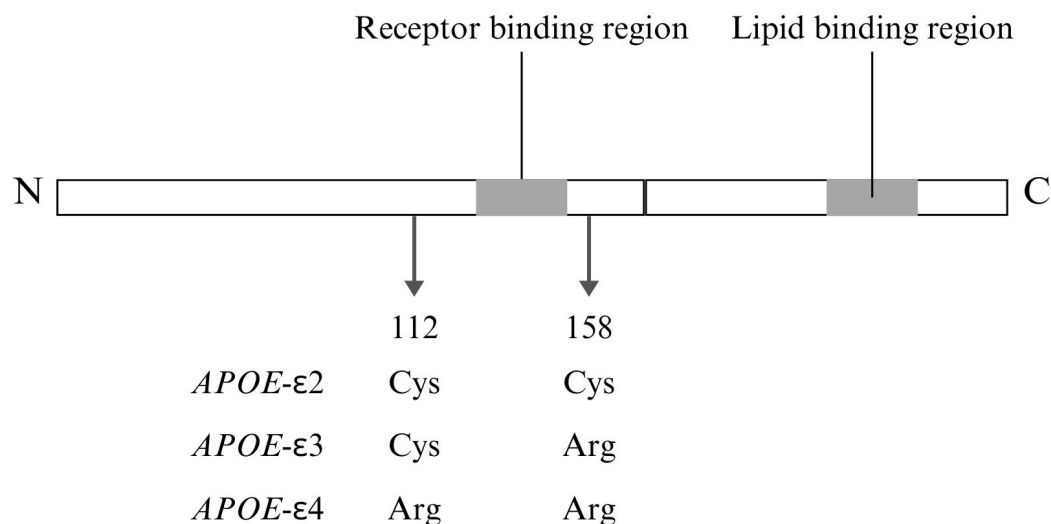 Receptor binding region Lipid binding region
N C
112 158
APOE-ε2 Cys Cys
APOE-ε3 Cys Arg
APOE-ε4 Arg Arg